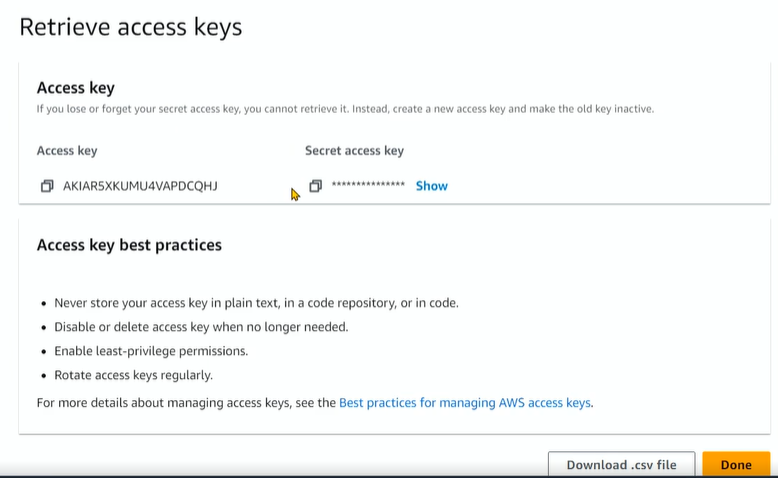 Retrieve access keys
Access key
If you lose or forget your secret access key, you cannot retrieve it. Instead, create a new access key and make the old key inactive.
Access key Secret access key
AKIAR5XKUMU4VAPDCQHJ *************** Show
Access key best practices
• Never store your access key in plain text, in a code repository, or in code.
• Disable or delete access key when no longer needed.
• Enable least-privilege permissions.
• Rotate access keys regularly.
For more details about managing access keys, see the Best practices for managing AWS access keys.
Download .csv file Done